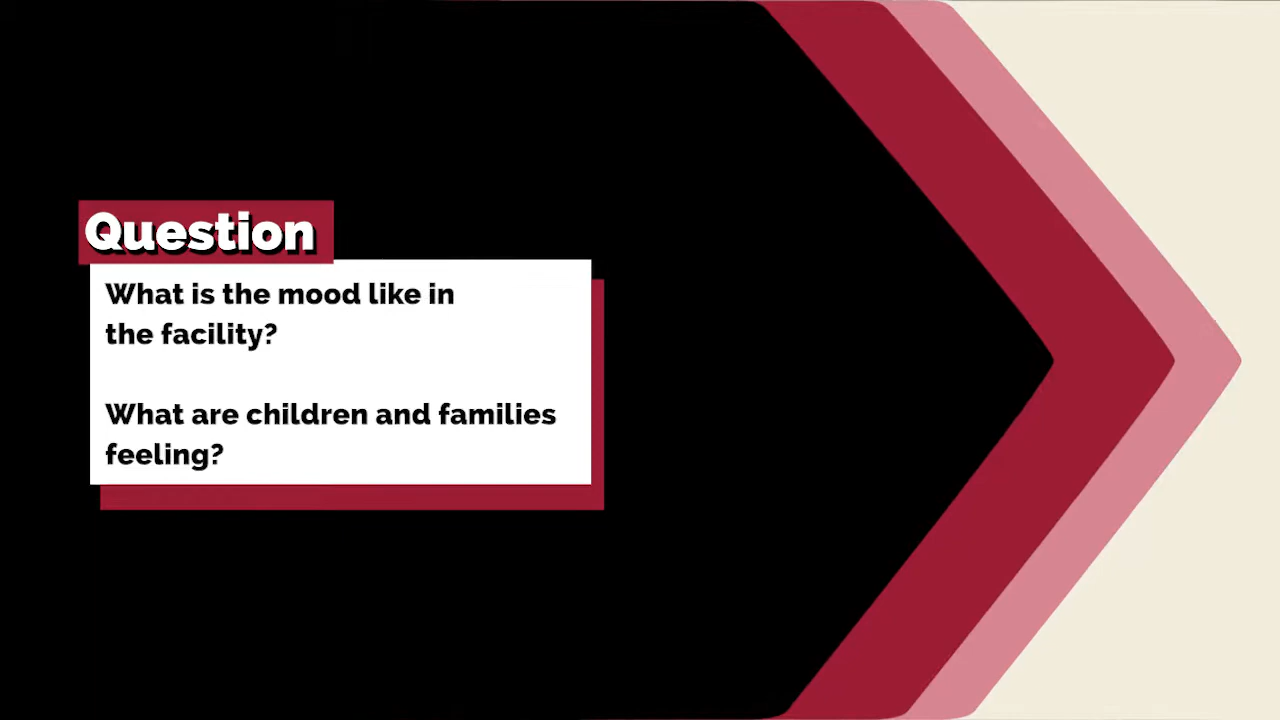 Question
What is the mood like in
the facility?
What are children and families
feeling?